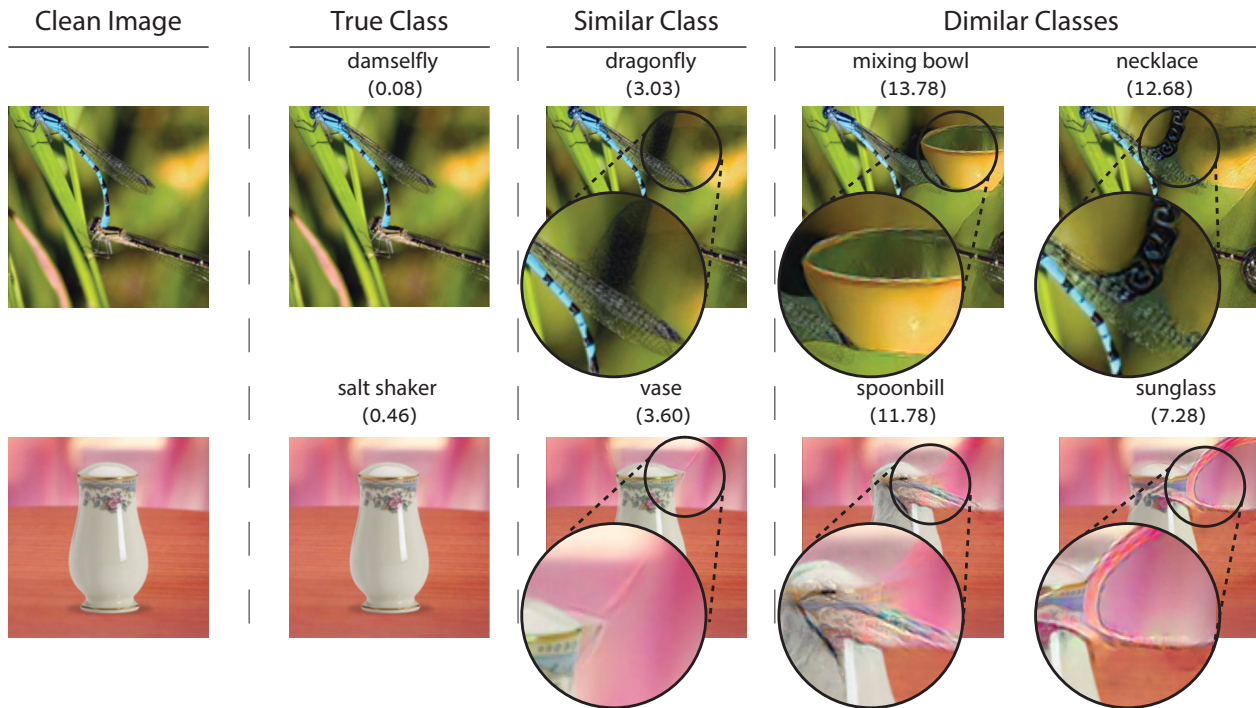 Clean Image
True Class
Similar Class
Dimilar Classes
damselfly
(0.08)
dragonfly
(3.03)
mixing bowl
(13.78)
necklace
(12.68)
salt shaker
(0.46)
vase
(3.60)
spoonbill
(11.78)
sunglass
(7.28)